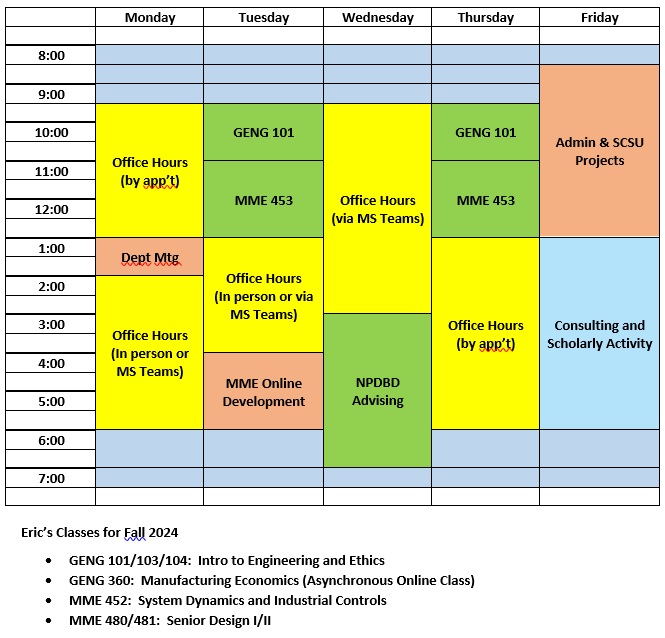 Monday Tuesday Wednesday Thursday Friday
8:00
9:00
10:00
11:00
12:00
1:00
2:00
3:00
4:00
5:00
6:00
7:00
Office Hours
(by app't)
Dept Mtg
Office Hours
(In person or
MS Teams)
GENG 101
MME 453
Office Hours
(In person or via
MS Teams)
MME Online
Development
Office Hours
(via MS Teams)
NPDBD
Advising
GENG 101
MME 453
Office Hours
(by app't)
Admin & SCSU
Projects
Consulting and
Scholarly Activity
Eric's Classes for Fall 2024
• GENG 101/103/104: Intro to Engineering and Ethics
• GENG 360: Manufacturing Economics (Asynchronous Online Class)
• MME 452: System Dynamics and Industrial Controls
• MME 480/481: Senior Design I/II